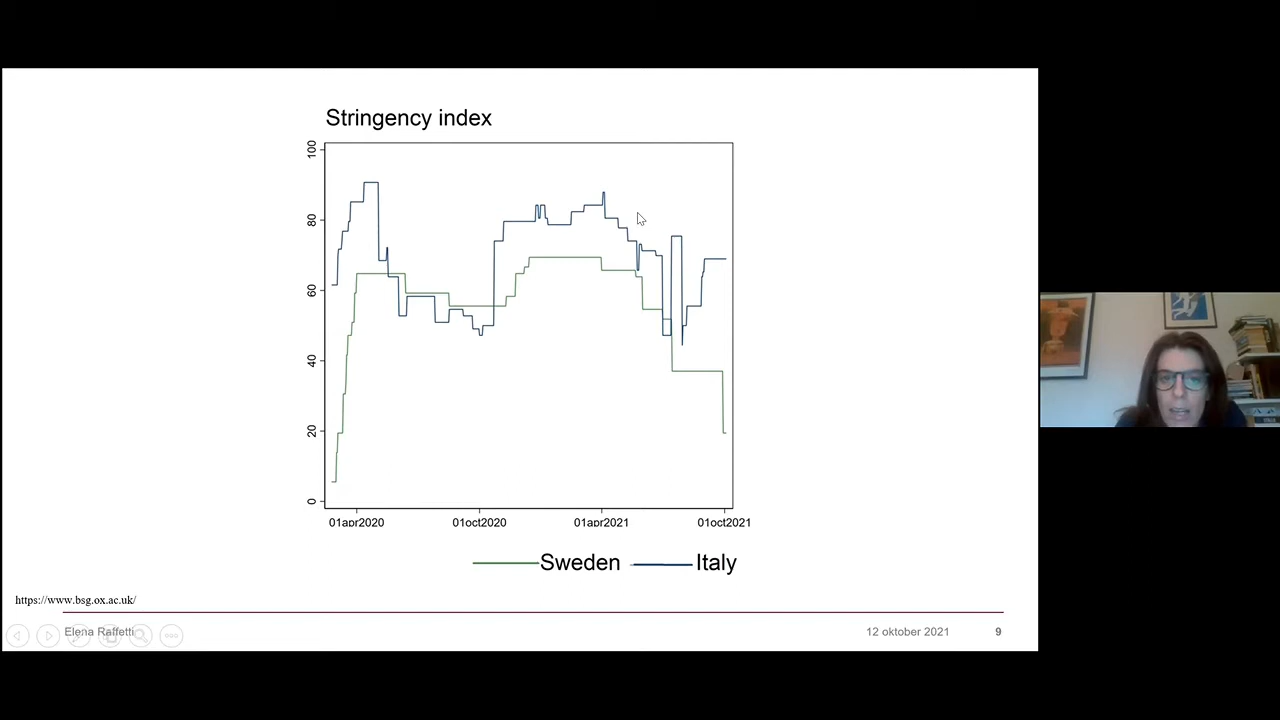 Stringency index
100
80
60
40
20
0
01apr2020 01oct2020 01apr2021 01oct2021
Sweden Italy
https://www.bsg.ox.ac.uk/
Elena Raffetti 12 oktober 2021 9